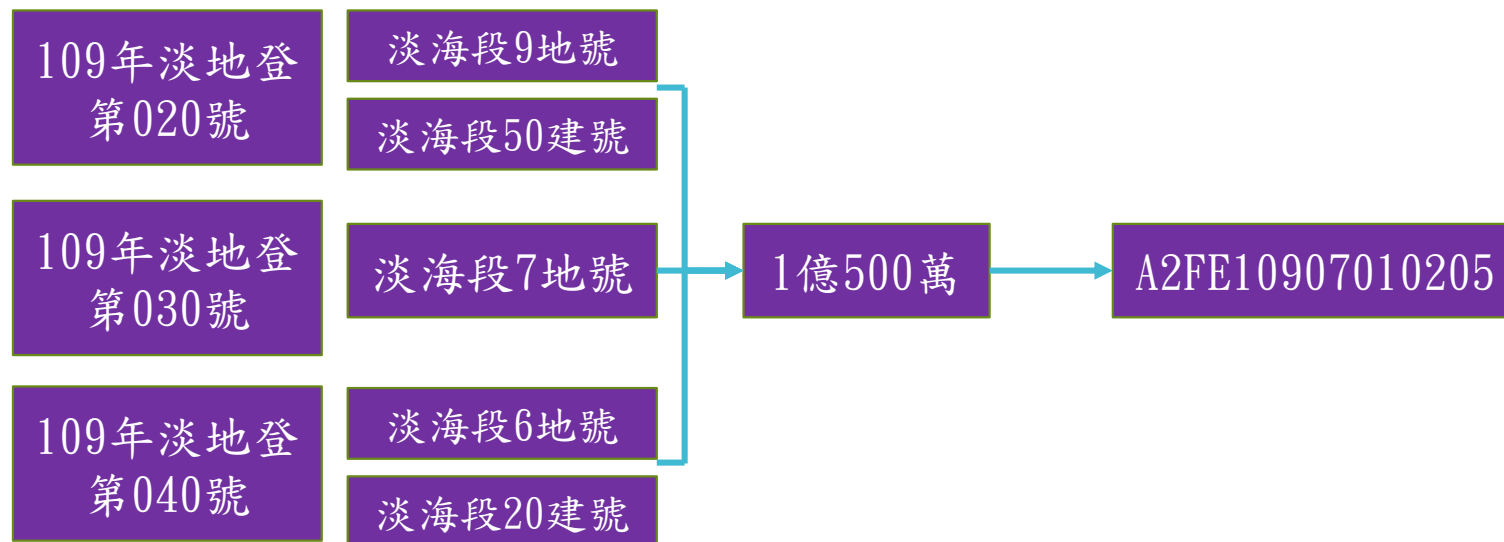 109年淡地登
第020號
淡海段9地號
淡海段50建號
109年淡地登
第030號
淡海段7地號
1億500萬
A2FE10907010205
109年淡地登
第040號
淡海段6地號
淡海段20建號